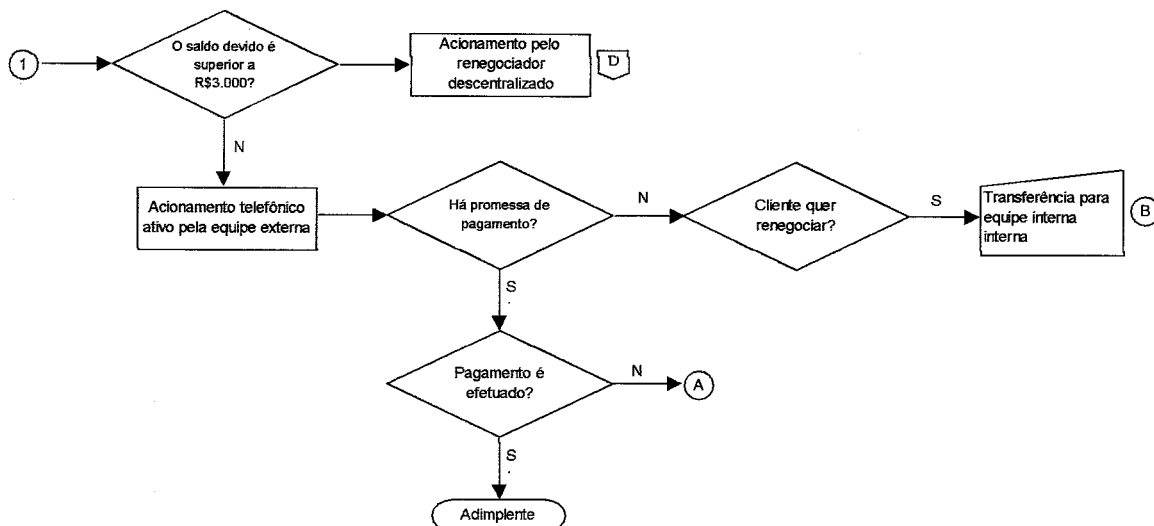 1
O saldo devido é
superior a
R$3.000?
Acionamento pelo
renegociador
descentralizado
D
N
Acionamento telefônico
ativo pela equipe externa
Há promessa de
pagamento?
N
Cliente quer
renegociar?
S
Transferência para
equipe interna
interna
B
S
Pagamento é
efetuado?
N
A
S
Adimplente